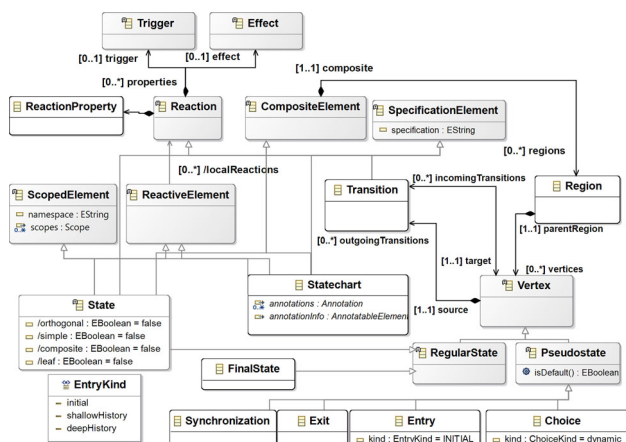 Trigger
Effect
[0..1] trigger
[0..1] effect
[1..1] composite
[0..*] properties
ReactionProperty
Reaction
CompositeElement
SpecificationElement
specification : EString
[0..*] /localReactions
[0..*] regions
ScopedElement
namespace : EString
scopes : Scope
ReactiveElement
Transition
[0..*] incomingTransitions
Region
[0..*] outgoingTransitions
[1..1] parentRegion
[1..1] target
[0..*] vertices
Statechart
annotations : Annotation
annotationInfo : AnnotatableElement
[1..1] source
Vertex
State
/orthogonal : EBoolean = false
/simple : EBoolean = false
/composite : EBoolean = false
/leaf : EBoolean = false
RegularState
Pseudostate
isDefault() : EBoolean
FinalState
EntryKind
initial
shallowHistory
deepHistory
Synchronization
Exit
Entry
kind : EntryKind = INITIAL
Choice
kind : ChoiceKind = dynamic